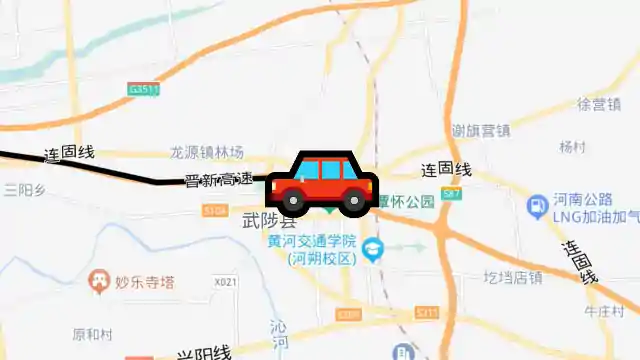 G3511
徐营镇
谢旗营镇
杨村
连固线
龙源镇林场
连固线
晋新高速
三阳乡
S87
覃怀公园
河南公路
LNG加油加气
S308
武陟县
黄河交通学院
(河朔校区)
连固线
圪垱店镇
妙乐寺塔
X021
牛庄村
S309
S311
沁河
原和村
兴阳线